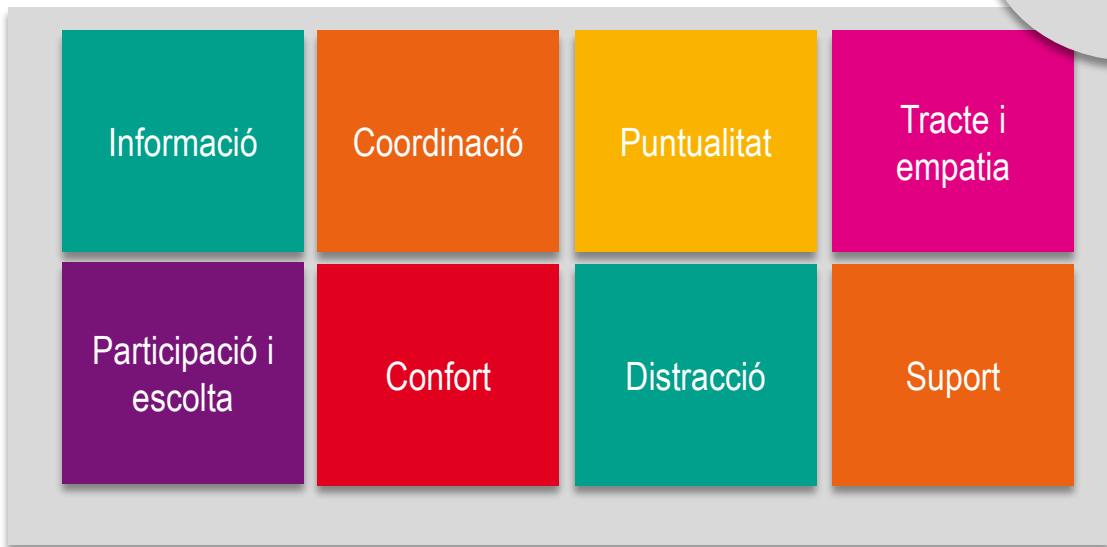 Informació
Coordinació
Puntualitat
Tracte i
empatia
Participació i
escolta
Confort
Distracció
Suport